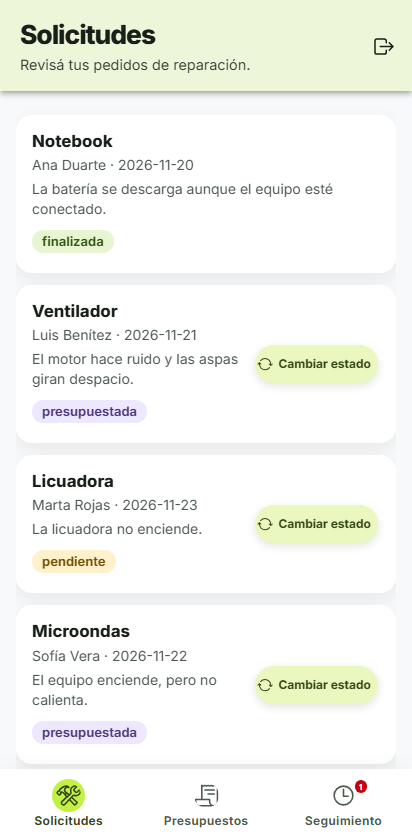 Solicitudes
Revisá tus pedidos de reparación.
Notebook
Ana Duarte · 2026-11-20
La batería se descarga aunque el equipo esté
conectado.
finalizada
Ventilador
Luis Benítez · 2026-11-21
El motor hace ruido y las aspas
giran despacio.
Cambiar estado
presupuestada
Licuadora
Marta Rojas · 2026-11-23
La licuadora no enciende.
Cambiar estado
pendiente
Microondas
Sofía Vera · 2026-11-22
El equipo enciende, pero no
calienta.
Cambiar estado
presupuestada
1
Solicitudes
Presupuestos
Seguimiento